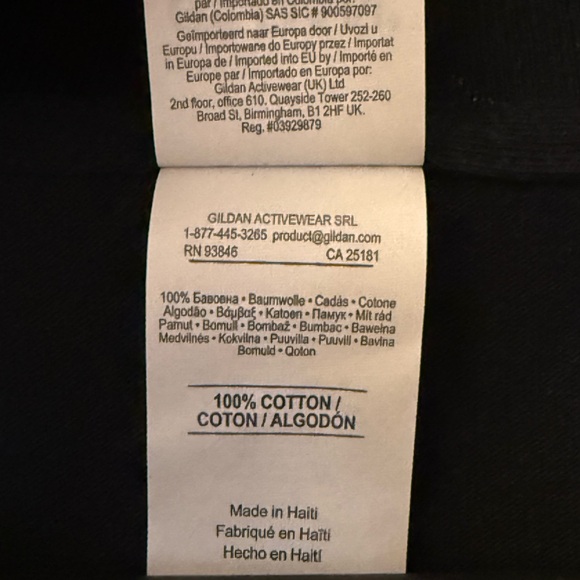 par / Importado en Colombia por
Gildan (Colombia) SAS SIC # 900597097
Geïmporteerd naar Europa door / Uvozi u
Europu / Importowane do Europy przez / Importat
in Europa de / Imported into EU by / Importé en
Europe par / Importado en Europa por:
Gildan Activewear (UK) Ltd
2nd floor, office 610, Quayside Tower 252-260
Broad St, Birmingham, B1 2HF UK.
Reg. #03929879
GILDAN ACTIVEWEAR SRL
1-877-445-3265 product@gildan.com
RN 93846 CA 25181
100% Бавовна • Baumwolle • Cadás • Cotone
Algodão • Βάμβαξ • Katoen • Памук • Mit rád
Pamut • Bomull • Bombaž • Bumbac • Bawełna
Medvilnės • Kokvilna • Puuvilla • Puuvill • Bavlna
Bomuld • Qoton
100% COTTON /
COTON / ALGODÓN
Made in Haiti
Fabriqué en Haïti
Hecho en Haití